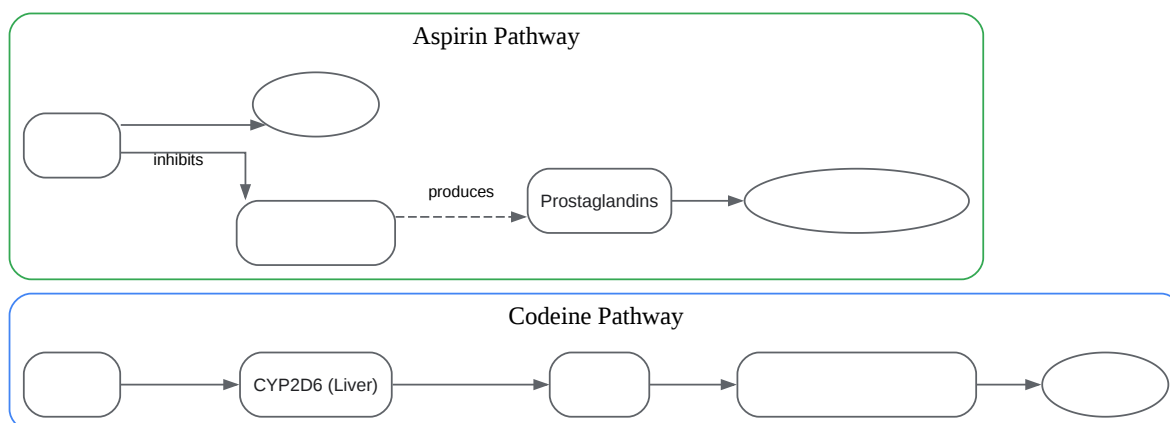 Aspirin Pathway
inhibits
produces
Prostaglandins
Codeine Pathway
CYP2D6 (Liver)